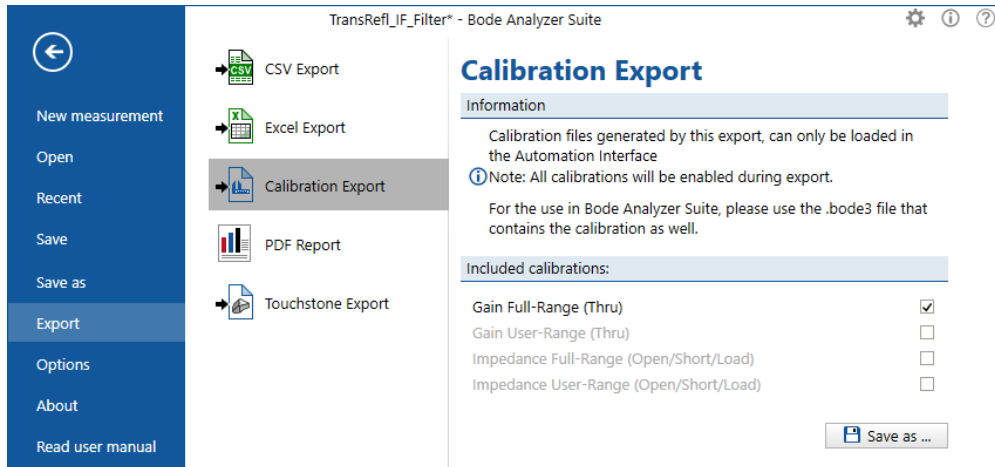 TransRefl_IF_Filter* - Bode Analyzer Suite
New measurement
Open
Recent
Save
Save as
Export
Options
About
Read user manual
CSV Export
Excel Export
Calibration Export
PDF Report
Touchstone Export
Calibration Export
Information
Calibration files generated by this export, can only be loaded in
the Automation Interface
Note: All calibrations will be enabled during export.
For the use in Bode Analyzer Suite, please use the .bode3 file that
contains the calibration as well.
Included calibrations:
Gain Full-Range (Thru)
Gain User-Range (Thru)
Impedance Full-Range (Open/Short/Load)
Impedance User-Range (Open/Short/Load)
Save as ...